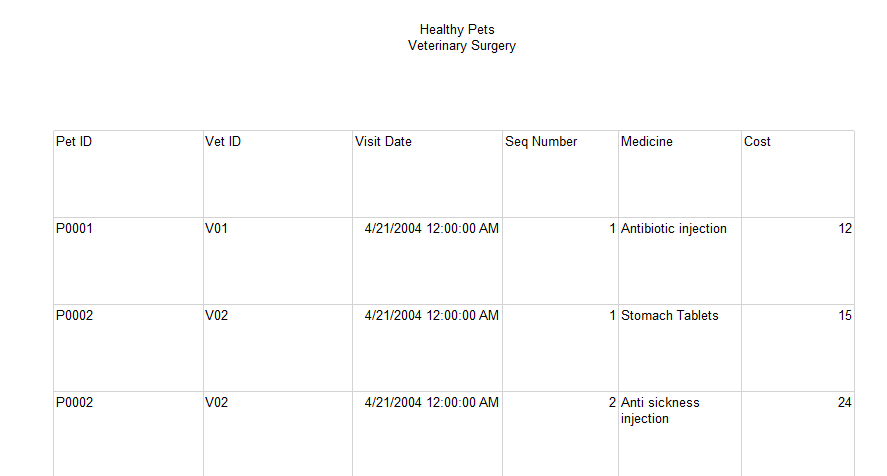 Healthy Pets
Veterinary Surgery
Pet ID Vet ID Visit Date Seq Number Medicine Cost
P0001 V01 4/21/2004 12:00:00 AM 1 Antibiotic injection 12
P0002 V02 4/21/2004 12:00:00 AM 1 Stomach Tablets 15
P0002 V02 4/21/2004 12:00:00 AM 2 Anti sickness 24
injection